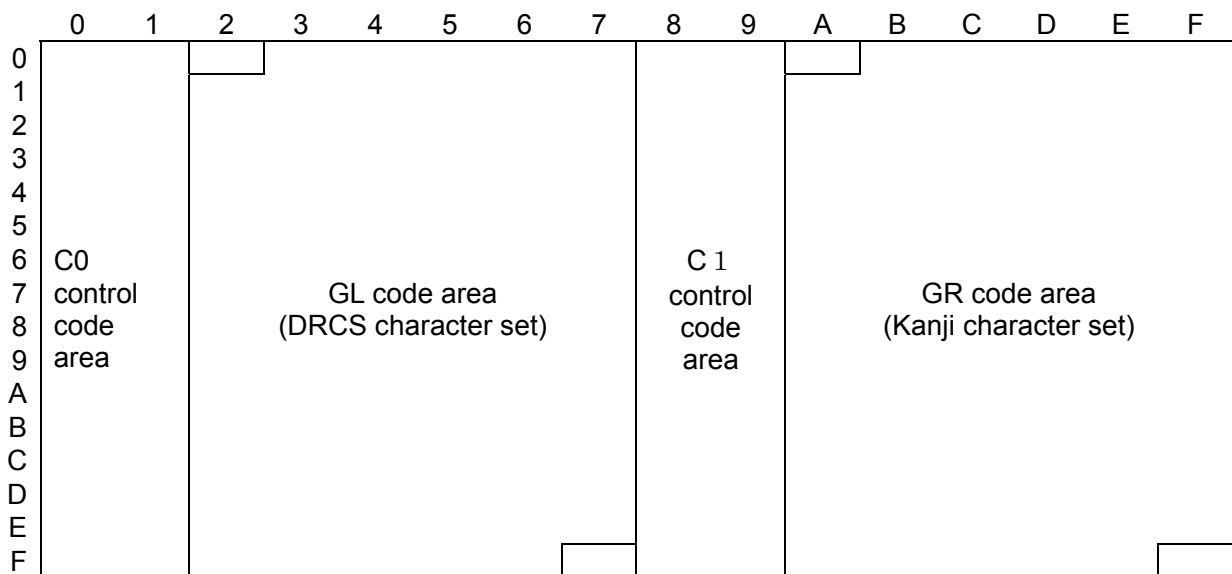 0 1 2 3 4 5 6 7 8 9 A B C D E F
0
1
2
3
4
5
6
7
8
9
A
B
C
D
E
F
C0
control
code
area
GL code area
(DRCS character set)
C 1
control
code
area
GR code area
(Kanji character set)